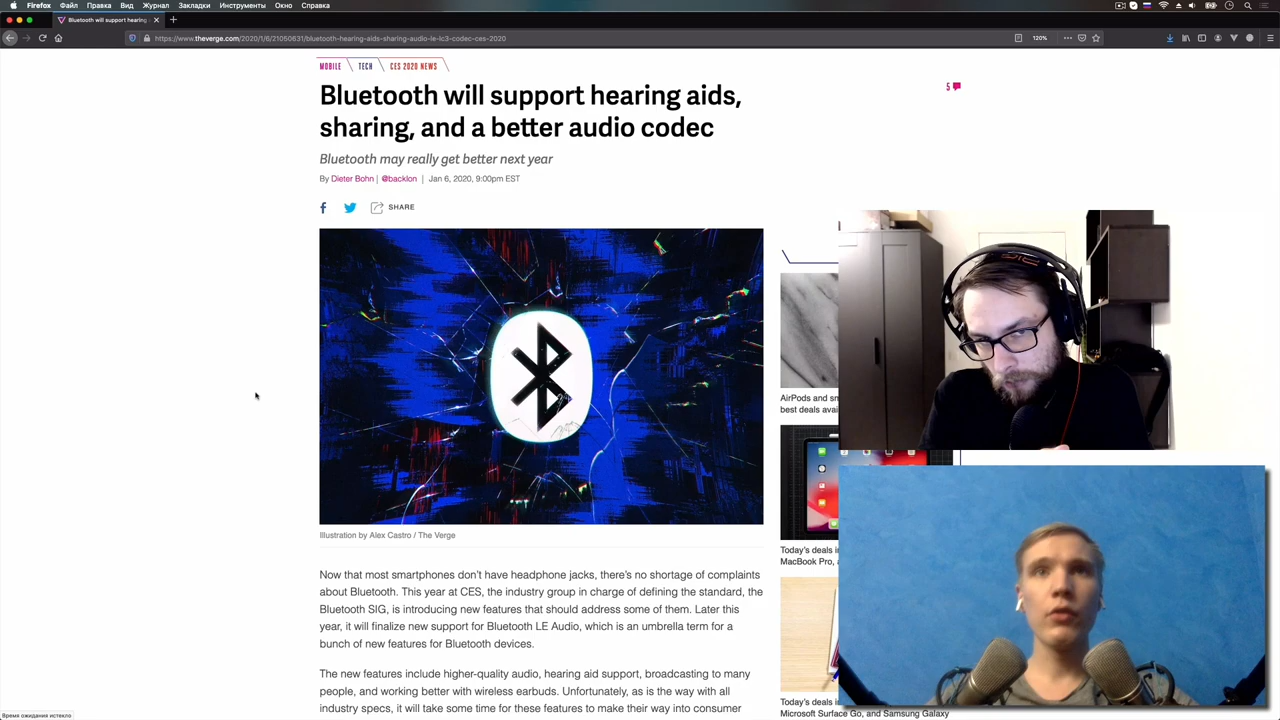 Firefox Файл Правка Вид Журнал Закладки Инструменты Окно Справка
Bluetooth will support hearing
https://www.theverge.com/2020/1/6/21050631/bluetooth-hearing-aids-sharing-audio-le-lc3-codec-ces-2020
120%
MOBILE TECH CES 2020 NEWS
Bluetooth will support hearing aids,
sharing, and a better audio codec
5
Bluetooth may really get better next year
By Dieter Bohn | @backlon | Jan 6, 2020, 9:00pm EST
SHARE
Illustration by Alex Castro / The Verge
Now that most smartphones don't have headphone jacks, there's no shortage of complaints
about Bluetooth. This year at CES, the industry group in charge of defining the standard, the
Bluetooth SIG, is introducing new features that should address some of them. Later this
year, it will finalize new support for Bluetooth LE Audio, which is an umbrella term for a
bunch of new features for Bluetooth devices.
The new features include higher-quality audio, hearing aid support, broadcasting to many
people, and working better with wireless earbuds. Unfortunately, as is the way with all
industry specs, it will take some time for these features to make their way into consumer
AirPods and sm
best deals avai
Today's deals in
MacBook Pro, a
Today's deals in
Microsoft Surface Go, and Samsung Galaxy
Время ожидания истекло